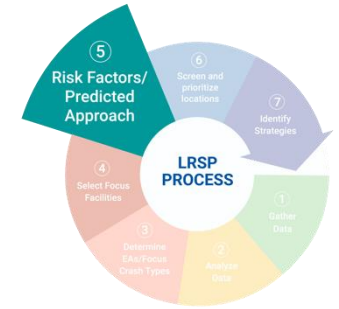 5
Risk Factors/
Predicted
Approach
6
Screen and
prioritize
locations
7
Identify
Strategies
LRSP
PROCESS
1
Gather
Data
2
Analyze
Data
3
Determine
EAs/Focus
Crash Types
4
Select Focus
Facilities